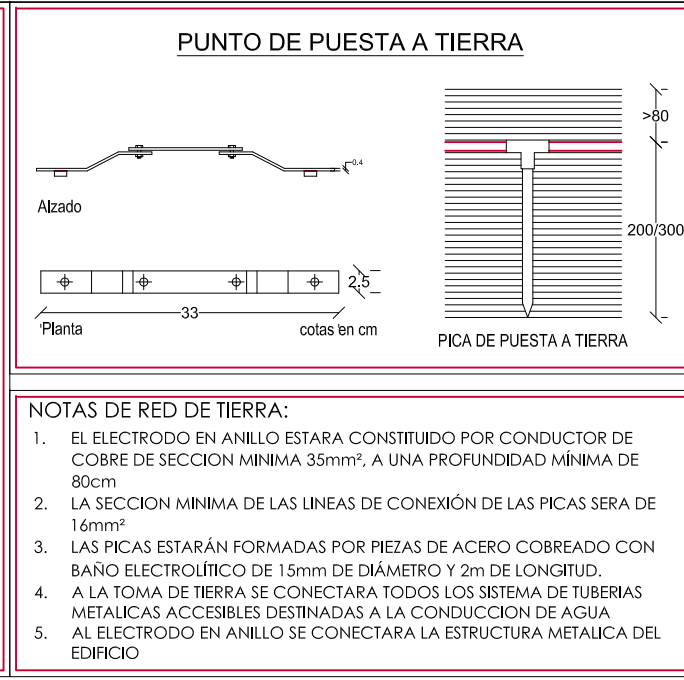 PUNTO DE PUESTA A TIERRA
>80
0.4
Alzado
200/300
2.5
33
'Planta
cotas en cm
PICA DE PUESTA A TIERRA
NOTAS DE RED DE TIERRA:
1. EL ELECTRODO EN ANILLO ESTARA CONSTITUIDO POR CONDUCTOR DE
COBRE DE SECCION MINIMA 35mm², A UNA PROFUNDIDAD MÍNIMA DE
80cm
2. LA SECCION MINIMA DE LAS LINEAS DE CONEXIÓN DE LAS PICAS SERA DE
16mm²
3. LAS PICAS ESTARÁN FORMADAS POR PIEZAS DE ACERO COBREADO CON
BAÑO ELECTROLÍTICO DE 15mm DE DIÁMETRO Y 2m DE LONGITUD.
4. A LA TOMA DE TIERRA SE CONECTARA TODOS LOS SISTEMA DE TUBERIAS
METALICAS ACCESIBLES DESTINADAS A LA CONDUCCION DE AGUA
5. AL ELECTRODO EN ANILLO SE CONECTARA LA ESTRUCTURA METALICA DEL
EDIFICIO